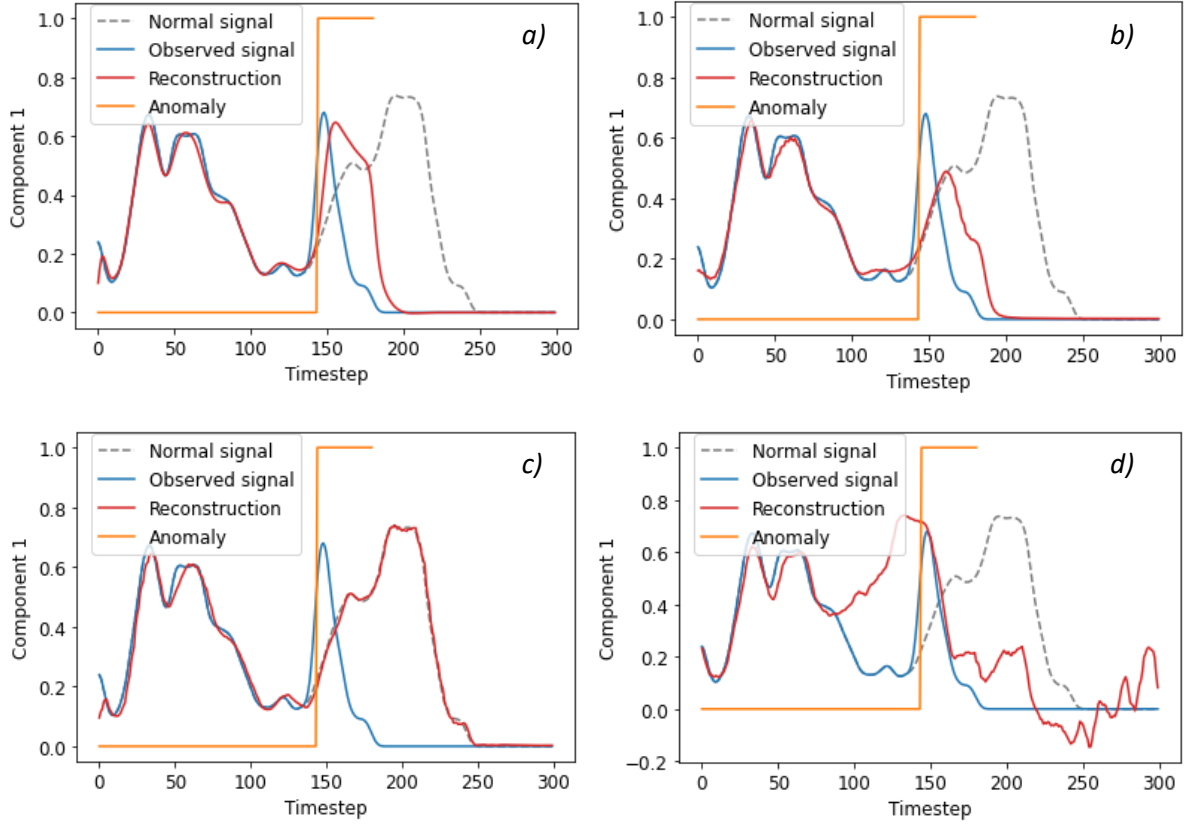 a)
Normal signal
Observed signal
Reconstruction
Anomaly
Component 1
1.0
0.8
0.6
0.4
0.2
0.0
0 50 100 150 200 250 300
Timestep
b)
Normal signal
Observed signal
Reconstruction
Anomaly
Component 1
1.0
0.8
0.6
0.4
0.2
0.0
0 50 100 150 200 250 300
Timestep
c)
Normal signal
Observed signal
Reconstruction
Anomaly
Component 1
1.0
0.8
0.6
0.4
0.2
0.0
0 50 100 150 200 250 300
Timestep
d)
Normal signal
Observed signal
Reconstruction
Anomaly
Component 1
1.0
0.8
0.6
0.4
0.2
0.0
−0.2
0 50 100 150 200 250 300
Timestep